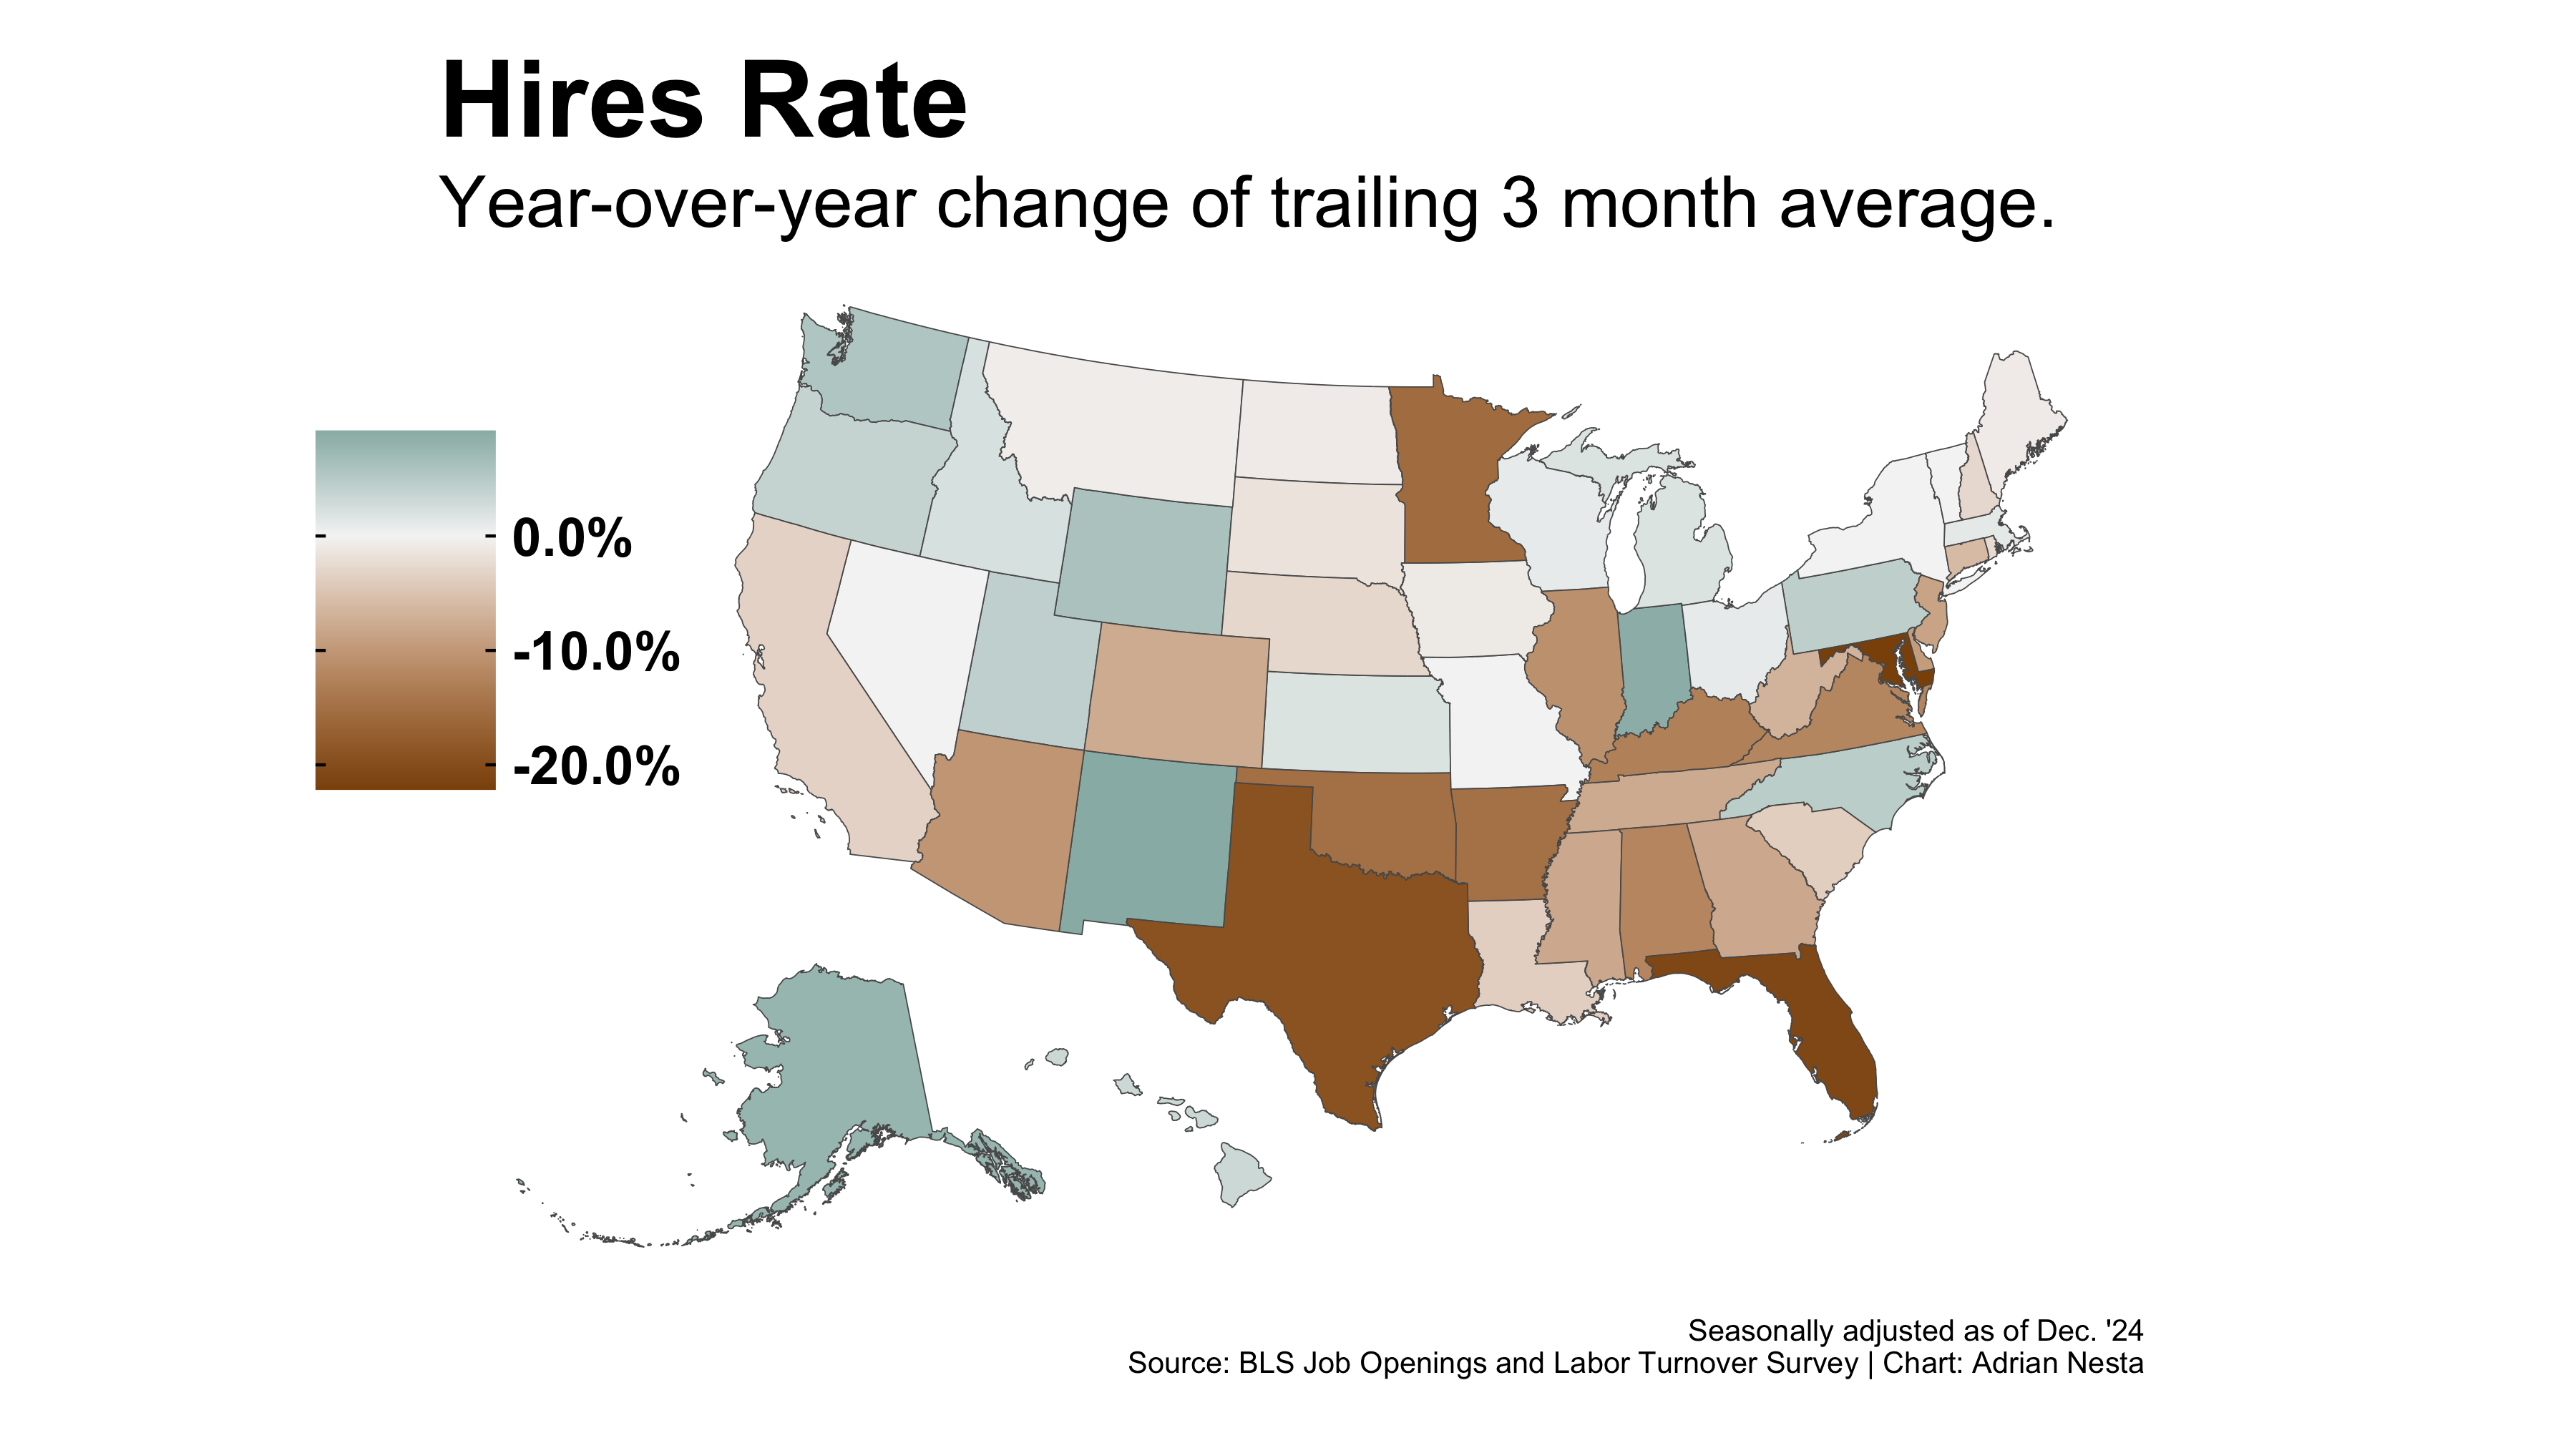 Hires Rate
Year-over-year change of trailing 3 month average.
0.0%
-10.0%
-20.0%
Seasonally adjusted as of Dec. '24
Source: BLS Job Openings and Labor Turnover Survey | Chart: Adrian Nesta